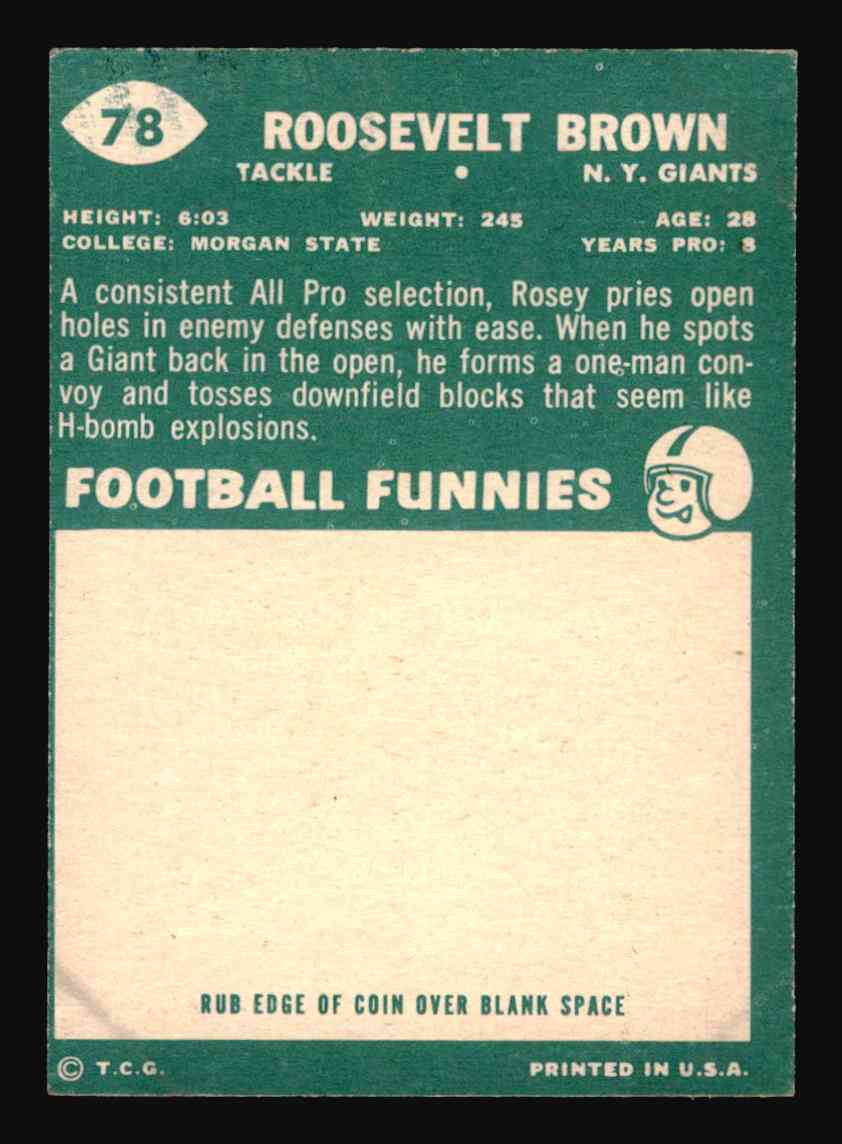 78
ROOSEVELT BROWN
TACKLE • N. Y. GIANTS
HEIGHT: 6:03 WEIGHT: 245 AGE: 28
COLLEGE: MORGAN STATE YEARS PRO: 8
A consistent All Pro selection, Rosey pries open
holes in enemy defenses with ease. When he spots
a Giant back in the open, he forms a one-man con-
voy and tosses downfield blocks that seem like
H-bomb explosions.
FOOTBALL FUNNIES
RUB EDGE OF COIN OVER BLANK SPACE
© T.C.G. PRINTED IN U.S.A.